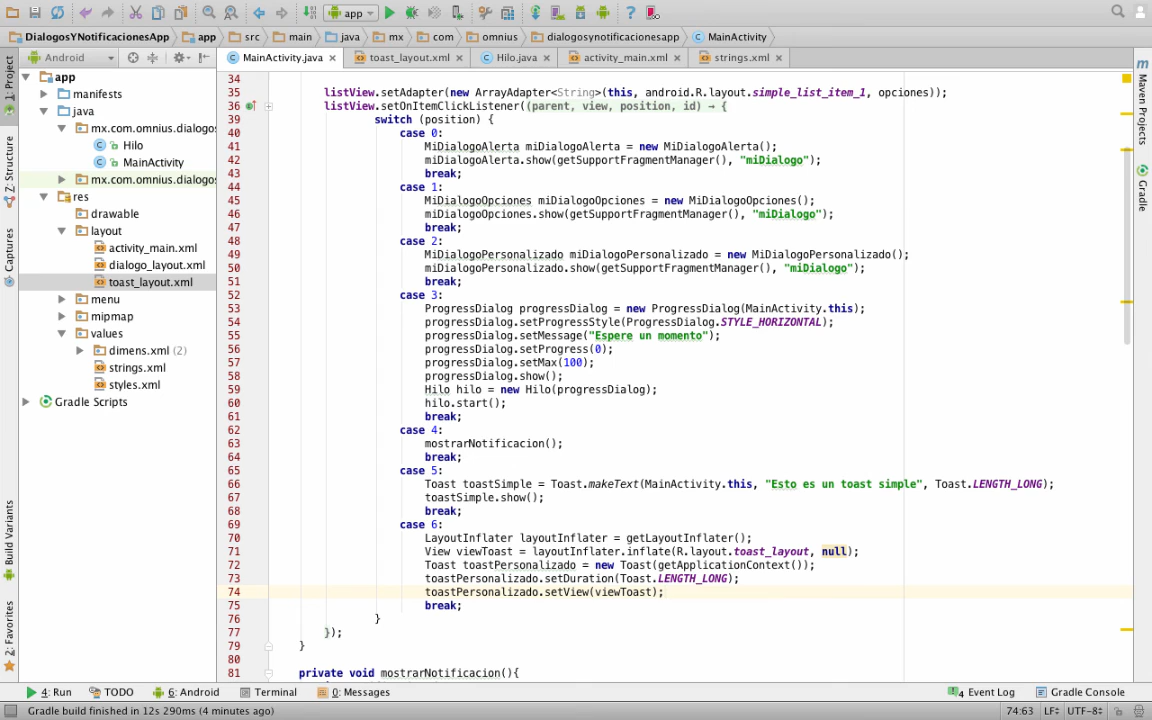 app
DialogosYNotificacionesApp app src main java mx com omnius dialogosynotificacionesapp MainActivity
Android MainActivity.java toast_layout.xml Hilo.java activity_main.xml strings.xml
1: Project
Z: Structure
Captures
Build Variants
2: Favorites
app
manifests
java
mx.com.omnius.dialogos
Hilo
MainActivity
mx.com.omnius.dialogos
res
drawable
layout
activity_main.xml
dialogo_layout.xml
toast_layout.xml
menu
mipmap
values
dimens.xml (2)
strings.xml
styles.xml
Gradle Scripts
34
35 listView.setAdapter(new ArrayAdapter<String>(this, android.R.layout.simple_list_item_1, opciones));
36 listView.setOnItemClickListener((parent, view, position, id) → {
39 switch (position) {
40 case 0:
41 MiDialogoAlerta miDialogoAlerta = new MiDialogoAlerta();
42 miDialogoAlerta.show(getSupportFragmentManager(), "miDialogo");
43 break;
44 case 1:
45 MiDialogoOpciones miDialogoOpciones = new MiDialogoOpciones();
46 miDialogoOpciones.show(getSupportFragmentManager(), "miDialogo");
47 break;
48 case 2:
49 MiDialogoPersonalizado miDialogoPersonalizado = new MiDialogoPersonalizado();
50 miDialogoPersonalizado.show(getSupportFragmentManager(), "miDialogo");
51 break;
52 case 3:
53 ProgressDialog progressDialog = new ProgressDialog(MainActivity.this);
54 progressDialog.setProgressStyle(ProgressDialog.STYLE_HORIZONTAL);
55 progressDialog.setMessage("Espere un momento");
56 progressDialog.setProgress(0);
57 progressDialog.setMax(100);
58 progressDialog.show();
59 Hilo hilo = new Hilo(progressDialog);
60 hilo.start();
61 break;
62 case 4:
63 mostrarNotificacion();
64 break;
65 case 5:
66 Toast toastSimple = Toast.makeText(MainActivity.this, "Esto es un toast simple", Toast.LENGTH_LONG);
67 toastSimple.show();
68 break;
69 case 6:
70 LayoutInflater layoutInflater = getLayoutInflater();
71 View viewToast = layoutInflater.inflate(R.layout.toast_layout, null);
72 Toast toastPersonalizado = new Toast(getApplicationContext());
73 toastPersonalizado.setDuration(Toast.LENGTH_LONG);
74 toastPersonalizado.setView(viewToast);
75 break;
76 }
77 });
79 }
80
81 private void mostrarNotificacion(){
Maven Projects
Gradle
4: Run TODO 6: Android Terminal 0: Messages 4 Event Log Gradle Console
Gradle build finished in 12s 290ms (4 minutes ago) 74:63 LF UTF-8